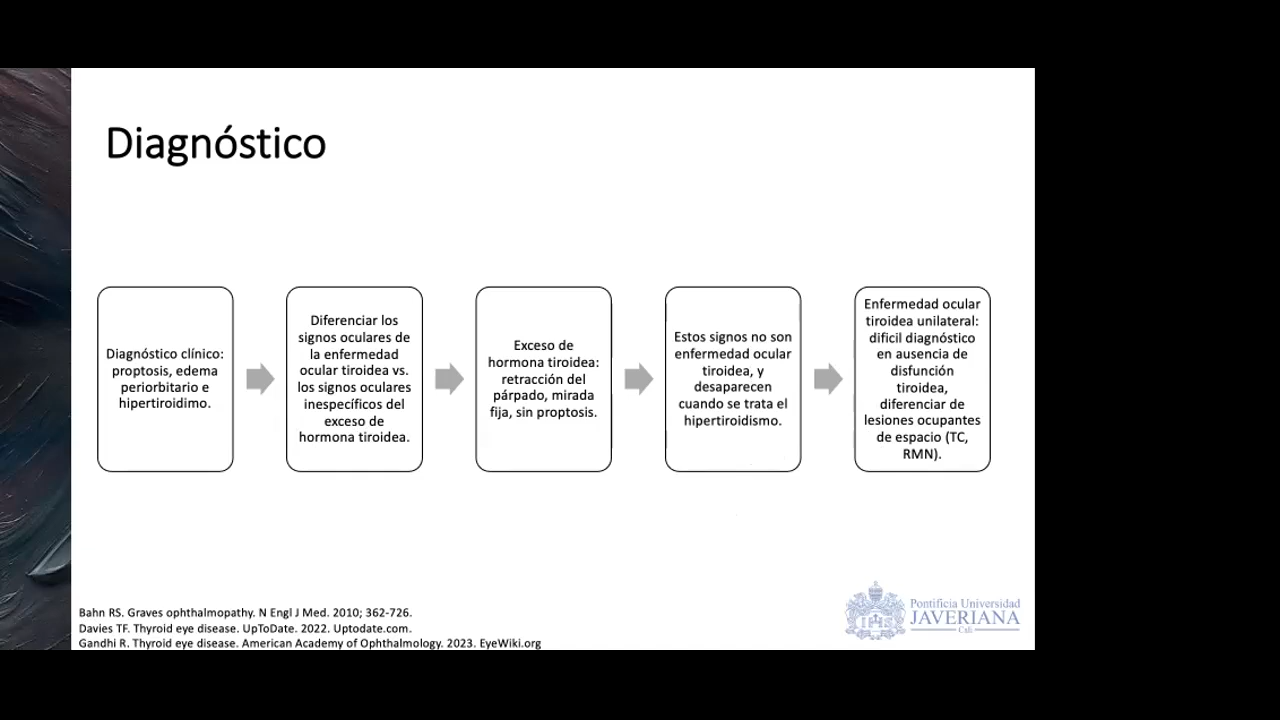 Diagnóstico
Diagnóstico clínico:
proptosis, edema
periorbitario e
hipertiroidimo.
Diferenciar los
signos oculares de
la enfermedad
ocular tiroidea vs.
los signos oculares
inespecíficos del
exceso de
hormona tiroidea.
Exceso de
hormona tiroidea:
retracción del
párpado, mirada
fija, sin proptosis.
Estos signos no son
enfermedad ocular
tiroidea, y
desaparecen
cuando se trata el
hipertiroidismo.
Enfermedad ocular
tiroidea unilateral:
dificil diagnóstico
en ausencia de
disfunción
tiroidea,
diferenciar de
lesiones ocupantes
de espacio (TC,
RMN).
Bahn RS. Graves ophthalmopathy. N Engl J Med. 2010; 362-726.
Davies TF. Thyroid eye disease. UpToDate. 2022. Uptodate.com.
Gandhi R. Thyroid eye disease. American Academy of Ophthalmology. 2023. EyeWiki.org
IHS
Pontificia Universidad
JAVERIANA
Cali